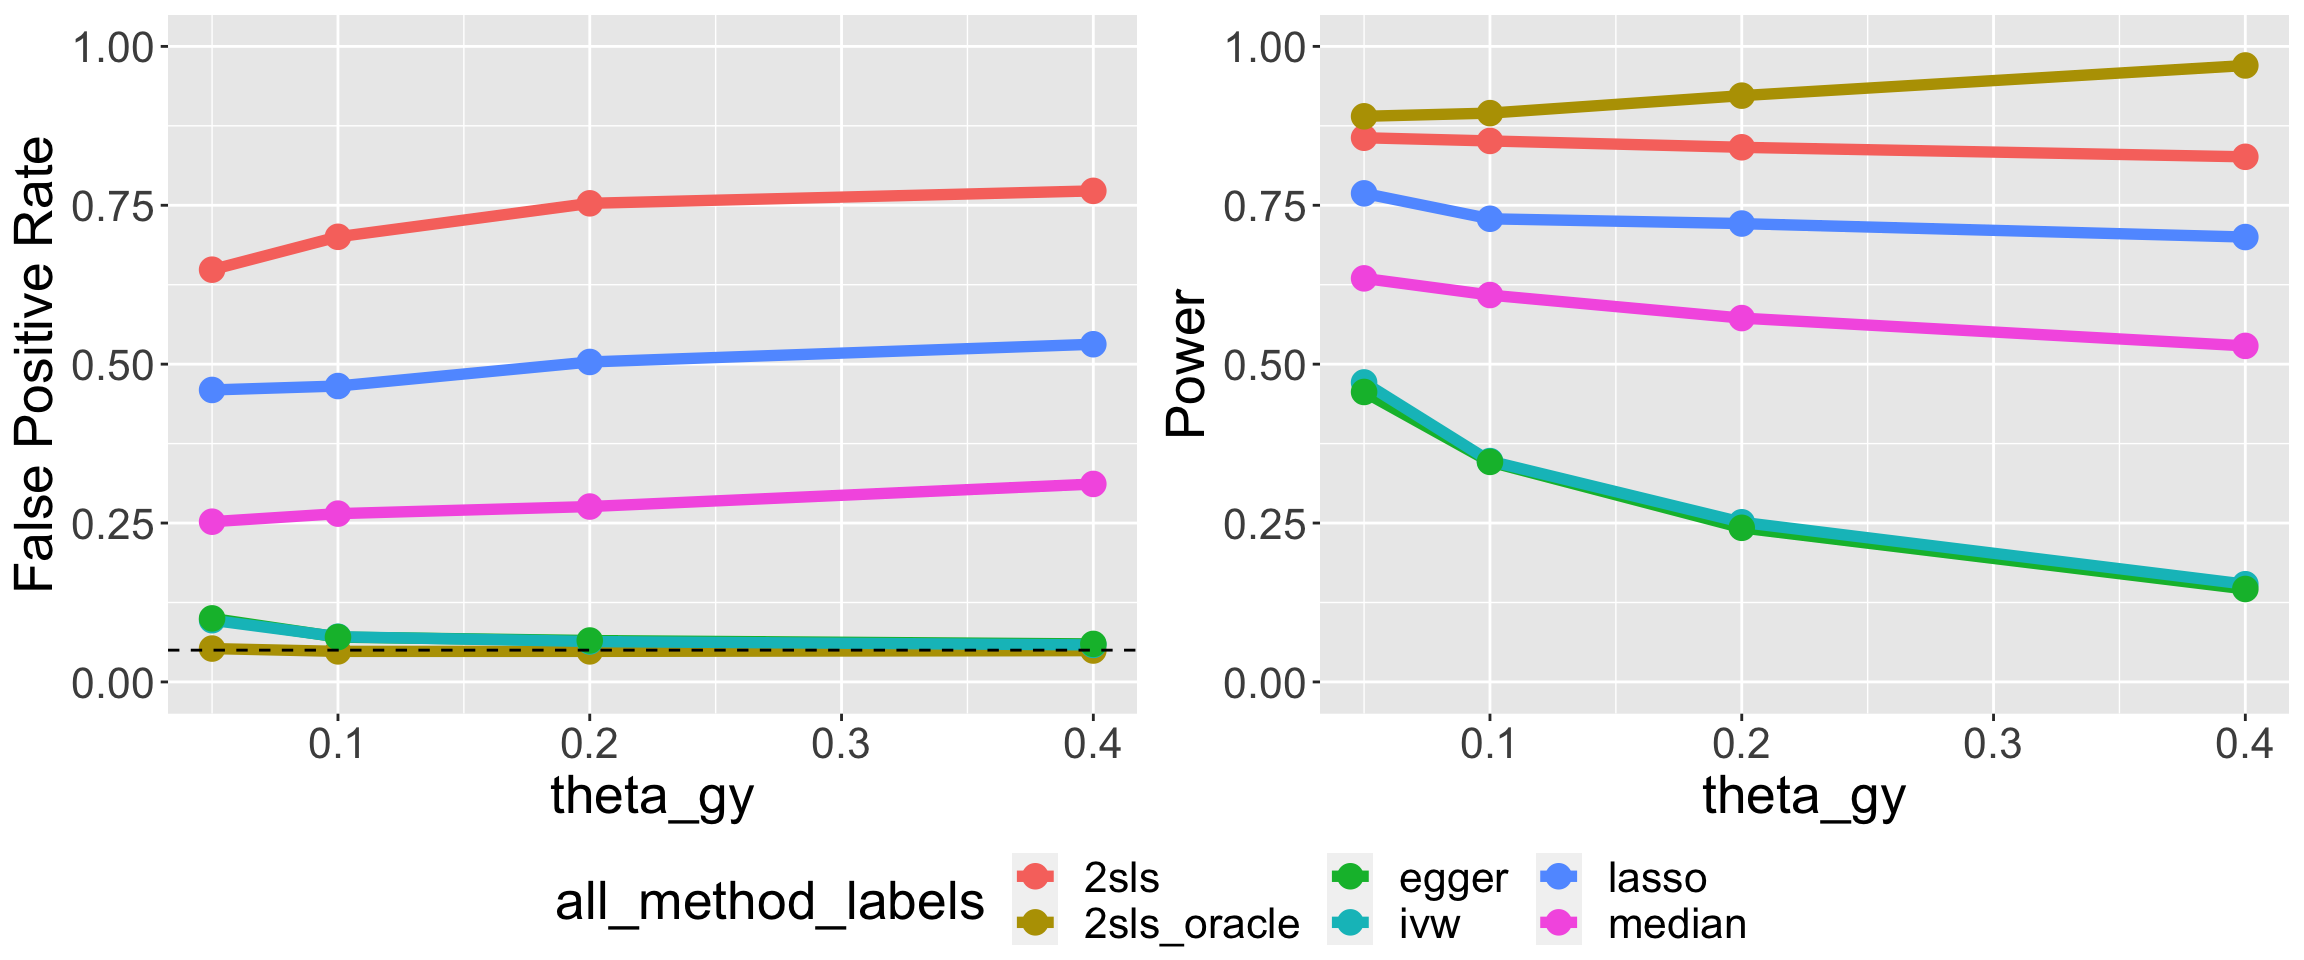 False Positive Rate
1.00
0.75
0.50
0.25
0.00
0.1 0.2 0.3 0.4
theta_gy
Power
1.00
0.75
0.50
0.25
0.00
0.1 0.2 0.3 0.4
theta_gy
all_method_labels
2sls egger lasso
2sls_oracle ivw median